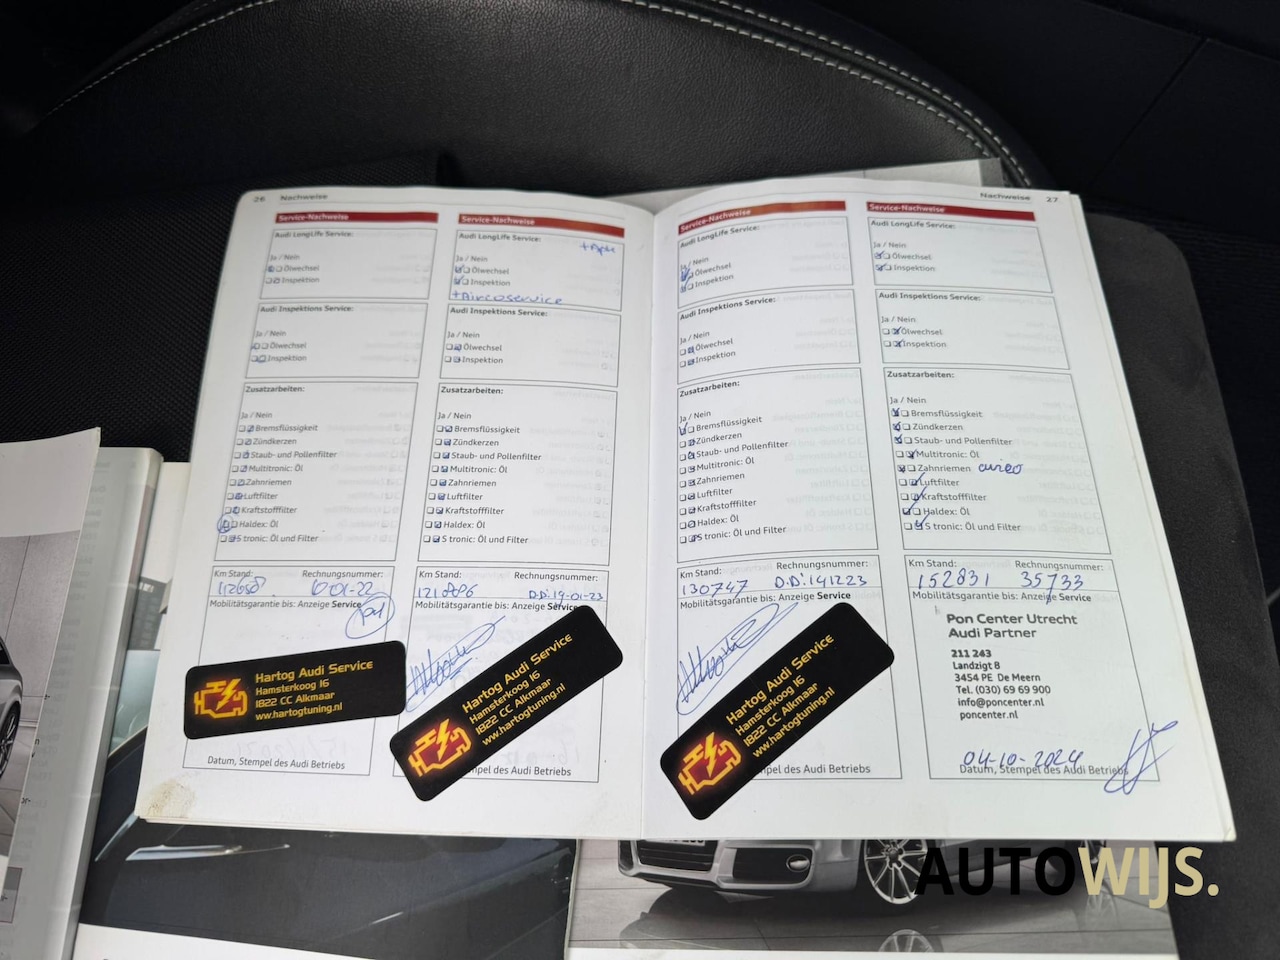 26 Nachweise
Service-Nachweise
Audi LongLife Service:
Ja / Nein
Ölwechsel
Inspektion
Audi Inspektions Service:
Ja / Nein
Ölwechsel
Inspektion
Zusatzarbeiten:
Ja / Nein
Bremsflüssigkeit
Zündkerzen
Staub- und Pollenfilter
Multitronic: Öl
Zahnriemen
Luftfilter
Kraftstofffilter
Haldex: Öl
S tronic: Öl und Filter
Km Stand: Rechnungsnummer:
Mobilitätsgarantie bis: Anzeige Service
Hartog Audi Service
Hamsterkoog 16
1822 CC Alkmaar
ww.hartogtuning.nl
Datum, Stempel des Audi Betriebs
Service-Nachweise
Audi LongLife Service:
Ja / Nein
Ölwechsel
Inspektion
+Aircoservice
Audi Inspektions Service:
Ja / Nein
Ölwechsel
Inspektion
Zusatzarbeiten:
Ja / Nein
Bremsflüssigkeit
Zündkerzen
Staub- und Pollenfilter
Multitronic: Öl
Zahnriemen
Luftfilter
Kraftstofffilter
Haldex: Öl
S tronic: Öl und Filter
Km Stand: Rechnungsnummer:
D.D: 19-01-23
Mobilitätsgarantie bis: Anzeige Service
Hartog Audi Service
Hamsterkoog 16
1822 CC Alkmaar
ww.hartogtuning.nl
mpel des Audi Betriebs
Nachweise 27
Service-Nachweise
Audi LongLife Service:
Ja / Nein
Ölwechsel
Inspektion
Audi Inspektions Service:
Ja / Nein
Ölwechsel
Inspektion
Zusatzarbeiten:
Ja / Nein
Bremsflüssigkeit
Zündkerzen
Staub- und Pollenfilter
Multitronic: Öl
Zahnriemen
Luftfilter
Kraftstofffilter
Haldex: Öl
S tronic: Öl und Filter
Km Stand: Rechnungsnummer:
130747 D.D: 141223
Mobilitätsgarantie bis: Anzeige Service
Hartog Audi Service
Hamsterkoog 16
1822 CC Alkmaar
ww.hartogtuning.nl
mpel des Audi Betriebs
Service-Nachweise
Audi LongLife Service:
Ja / Nein
Ölwechsel
Inspektion
Audi Inspektions Service:
Ja / Nein
Ölwechsel
Inspektion
Zusatzarbeiten:
Ja / Nein
Bremsflüssigkeit
Zündkerzen
Staub- und Pollenfilter
Multitronic: Öl
Zahnriemen
Luftfilter
Kraftstofffilter
Haldex: Öl
S tronic: Öl und Filter
Km Stand: Rechnungsnummer:
152831 35733
Mobilitätsgarantie bis: Anzeige Service
Pon Center Utrecht
Audi Partner
211 243
Landzigt 8
3454 PE De Meern
Tel. (030) 69 69 900
info@poncenter.nl
poncenter.nl
04-10-2024
Datum, Stempel des Audi Betriebs
AUTOWIJS.